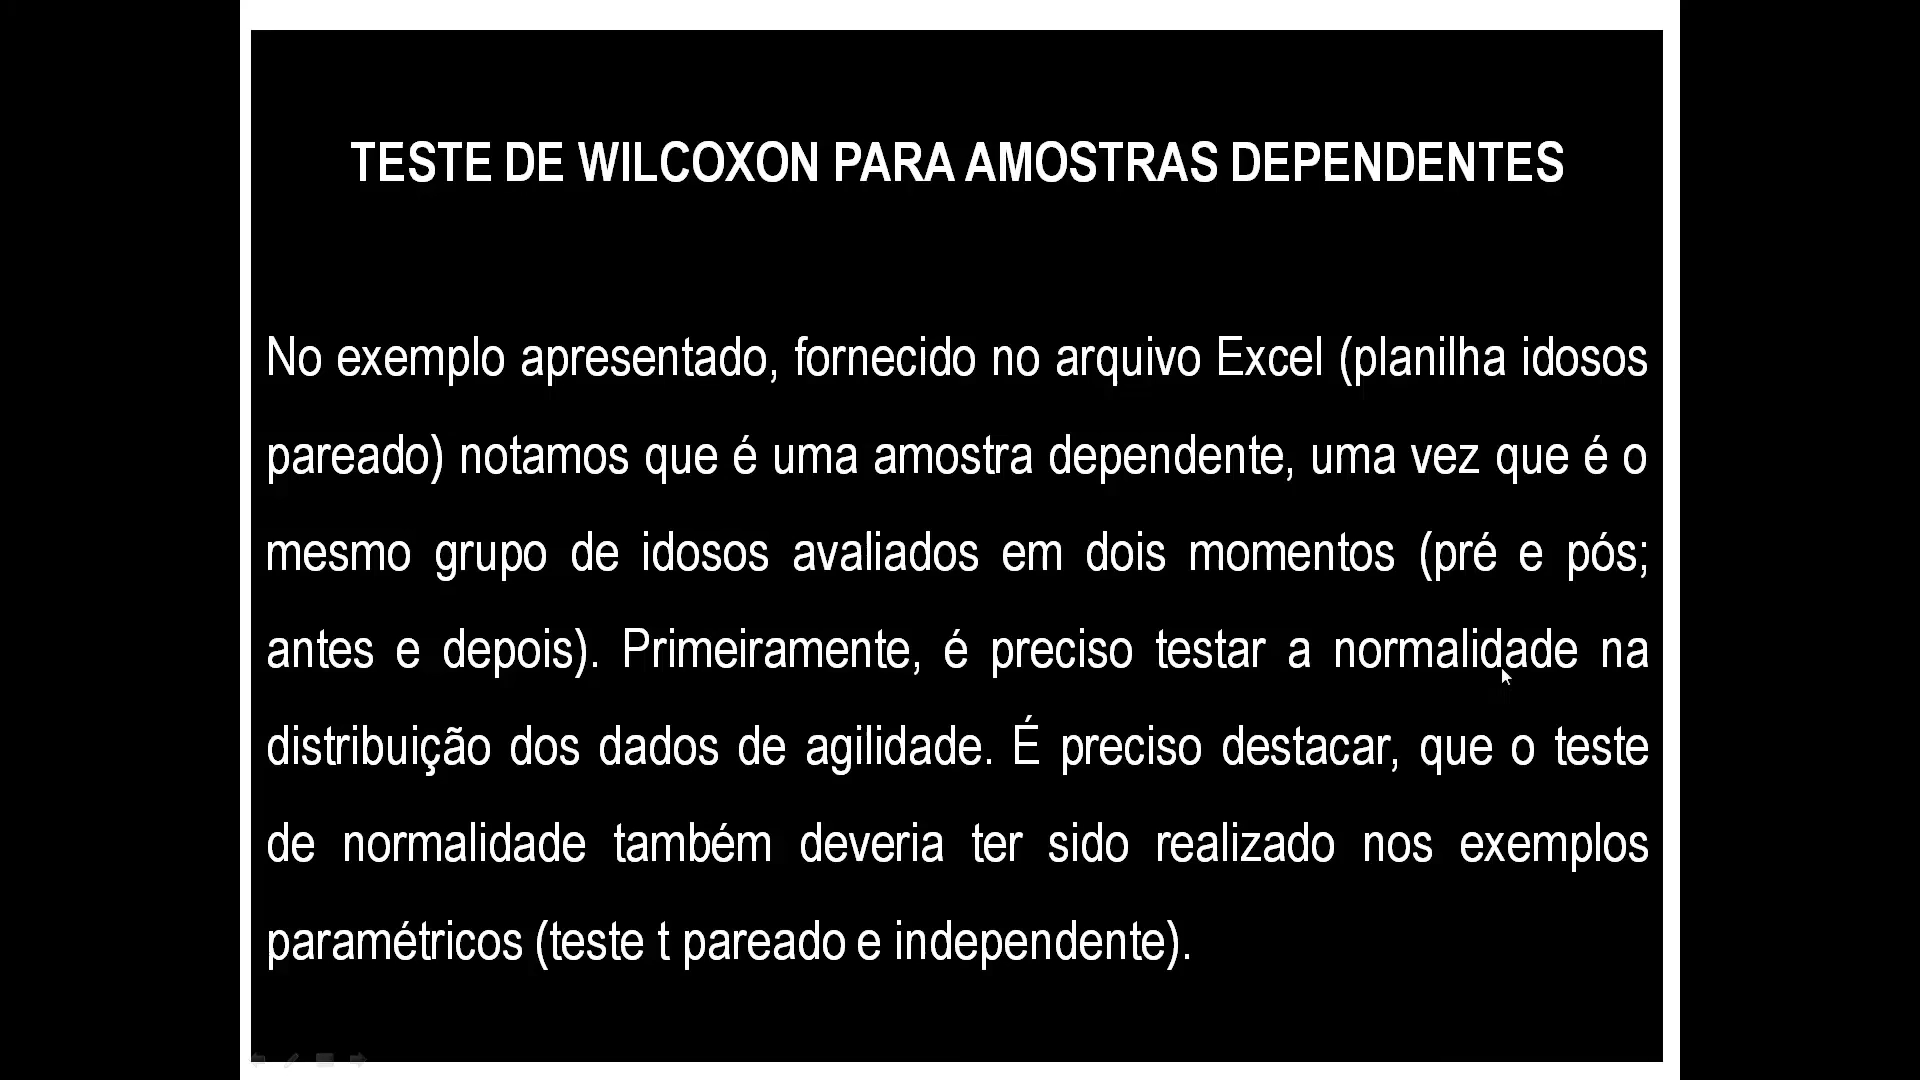 TESTE DE WILCOXON PARA AMOSTRAS DEPENDENTES
No exemplo apresentado, fornecido no arquivo Excel (planilha idosos
pareado) notamos que é uma amostra dependente, uma vez que é o
mesmo grupo de idosos avaliados em dois momentos (pré e pós;
antes e depois). Primeiramente, é preciso testar a normalidade na
distribuição dos dados de agilidade. É preciso destacar, que o teste
de normalidade também deveria ter sido realizado nos exemplos
paramétricos (teste t pareado e independente).